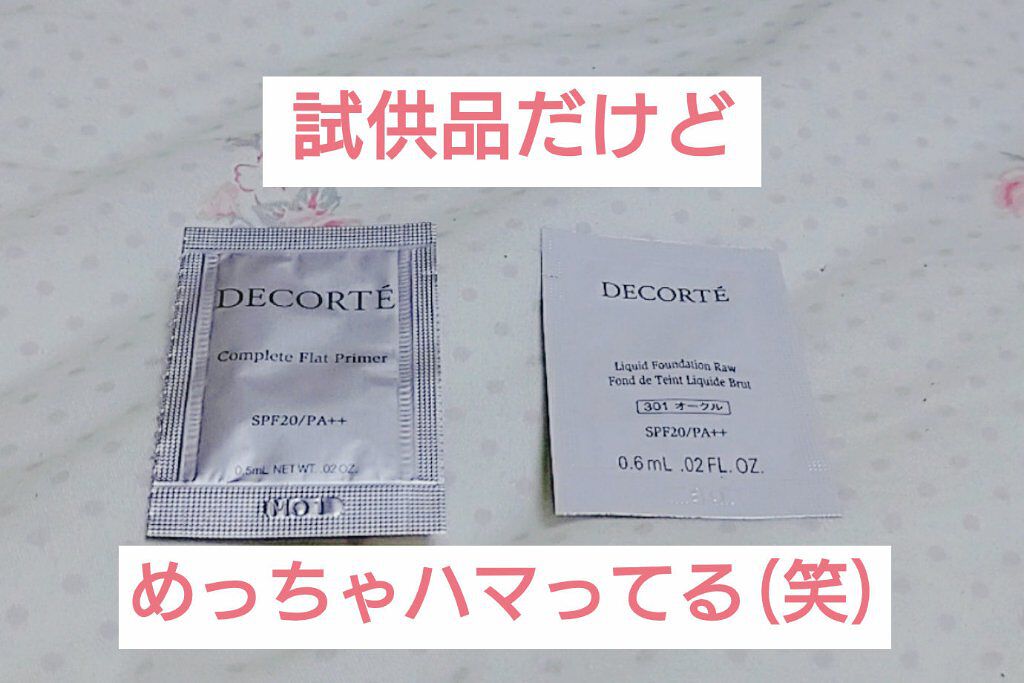 試供品だけど
DECORTÉ
Complete Flat Primer
SPF20/PA++
0.5mL NET WT. .02 OZ.
DECORTÉ
Liquid Foundation Raw
Fond de Teint Liquide Brut
301 オークル
SPF20/PA++
0.6 mL .02 FL. OZ.
めっちゃハマってる(笑)